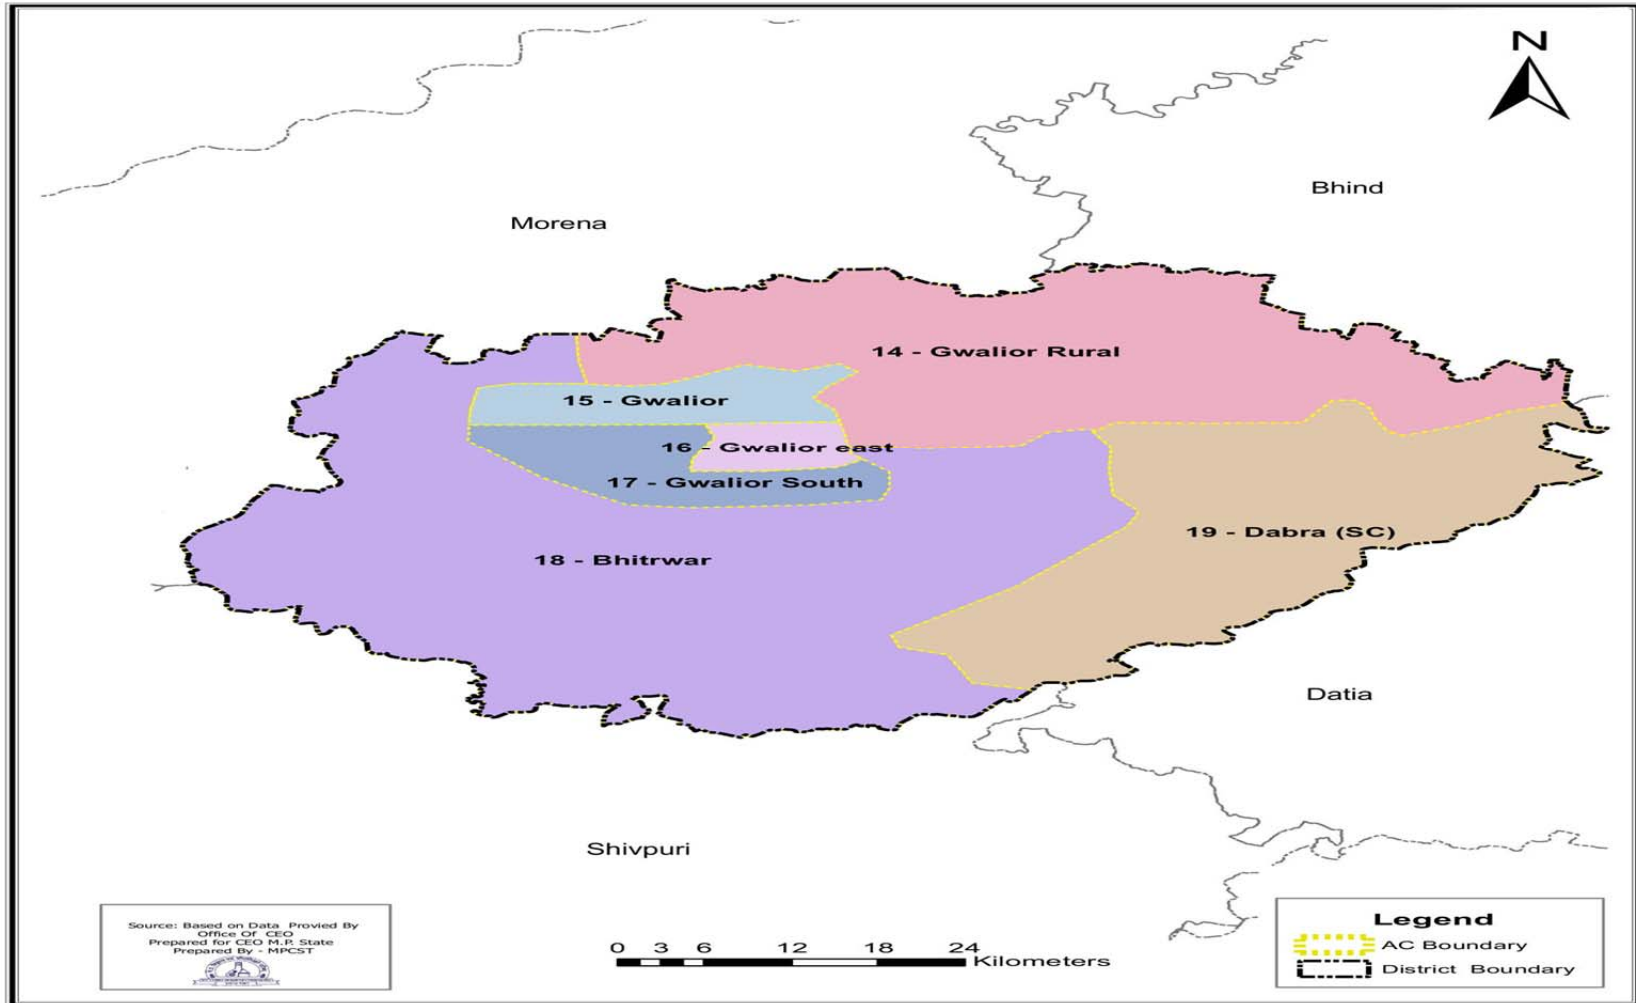 N
Bhind
Morena
14 - Gwalior Rural
15 - Gwalior
16 - Gwalior east
17 - Gwalior South
19 - Dabra (SC)
18 - Bhitrwar
Datia
Shivpuri
Source: Based on Data Provied By
Office Of CEO
Prepared for CEO M.P. State
Prepared By - MPCST
0 3 6 12 18 24
Kilometers
Legend
AC Boundary
District Boundary